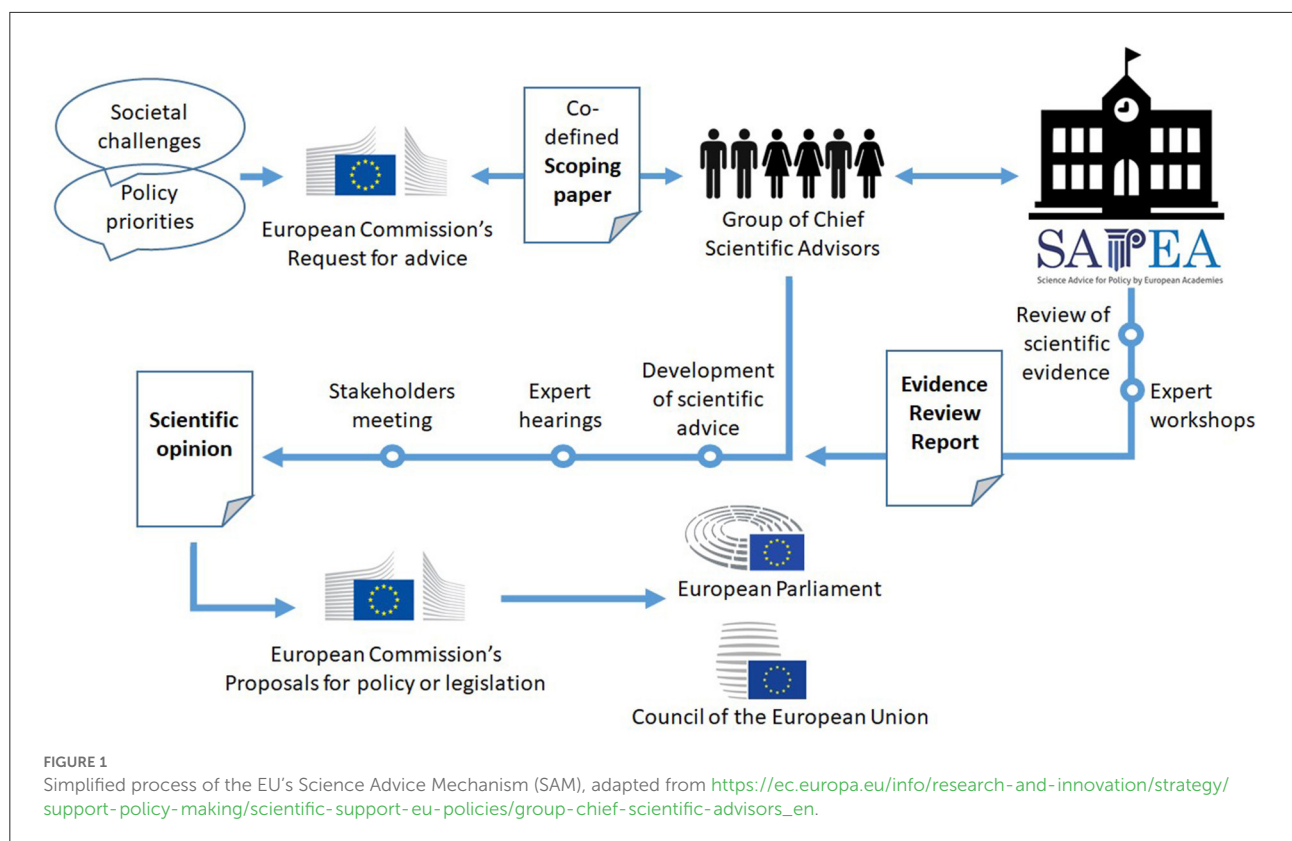 Societal
challenges
Policy
priorities
European Commission's
Request for advice
Co-
defined
Scoping
paper
Group of Chief
Scientific Advisors
SAPEA
Science Advice for Policy by European Academies
Review of
scientific
evidence
Expert
workshops
Evidence
Review
Report
Development
of scientific
advice
Expert
hearings
Stakeholders
meeting
Scientific
opinion
European Commission's
Proposals for policy or legislation
European Parliament
Council of the European Union
FIGURE 1
Simplified process of the EU's Science Advice Mechanism (SAM), adapted from https://ec.europa.eu/info/research-and-innovation/strategy/
support-policy-making/scientific-support-eu-policies/group-chief-scientific-advisors_en.